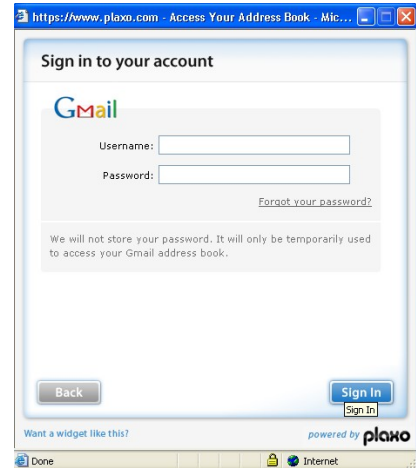 https://www.plaxo.com - Access Your Address Book - Mic...
Sign in to your account
GMail
Username:
Password:
Forgot your password?
We will not store your password. It will only be temporarily used
to access your Gmail address book.
Back
Sign In
Sign In
Want a widget like this?
powered by plaxo
Done
Internet